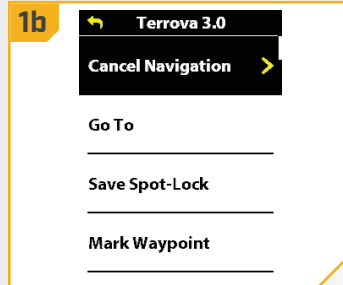 1b
Terrova 3.0
Cancel Navigation
Go To
Save Spot-Lock
Mark Waypoint